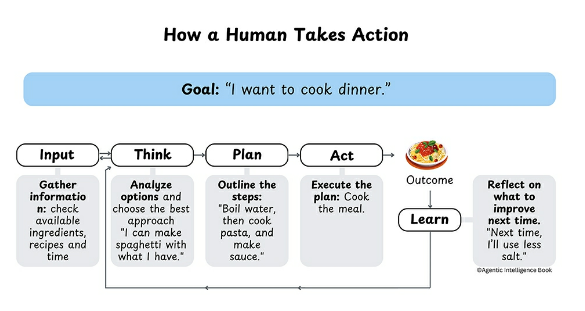 How a Human Takes Action
Goal: “I want to cook dinner.”
Input
Think
Plan
Act
Outcome
Learn
Gather
informatio
n: check
available
ingredients,
recipes and
time
Analyze
options and
choose the best
approach
"I can make
spaghetti with
what I have."
Outline the
steps:
"Boil water,
then cook
pasta, and
make
sauce."
Execute the
plan: Cook
the meal.
Reflect on
what to
improve
next time.
"Next time,
I'll use less
salt."
©Agentic Intelligence Book